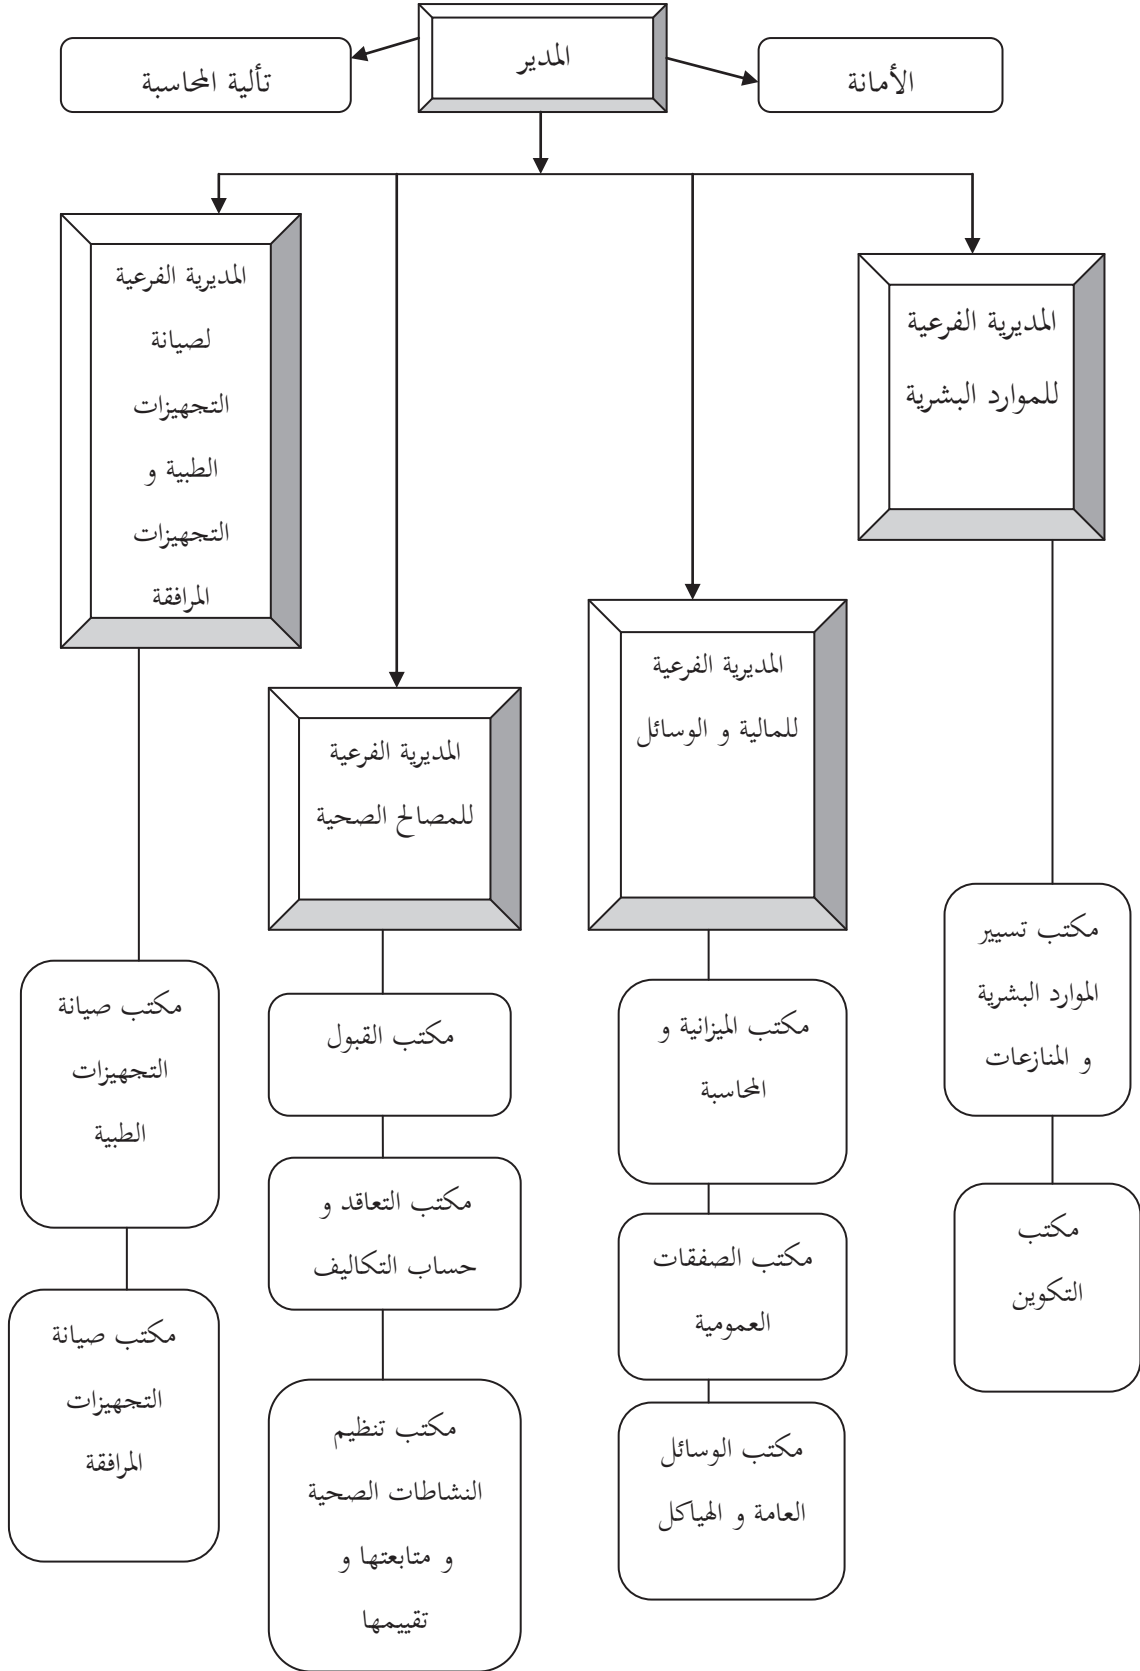 المدير
الأمانة
تألية المحاسبة
المديرية الفرعية
للموارد البشرية
مكتب تسيير
الموارد البشرية
و المنازعات
مكتب
التكوين
المديرية الفرعية
للمالية و الوسائل
مكتب الميزانية و
المحاسبة
مكتب الصفقات
العمومية
مكتب الوسائل
العامة و الهياكل
المديرية الفرعية
للمصالح الصحية
مكتب القبول
مكتب التعاقد و
حساب التكاليف
مكتب تنظيم
النشاطات الصحية
و متابعتها و
تقييمها
المديرية الفرعية
لصيانة
التجهيزات
الطبية و
التجهيزات
المرافقة
مكتب صيانة
التجهيزات
الطبية
مكتب صيانة
التجهيزات
المرافقة